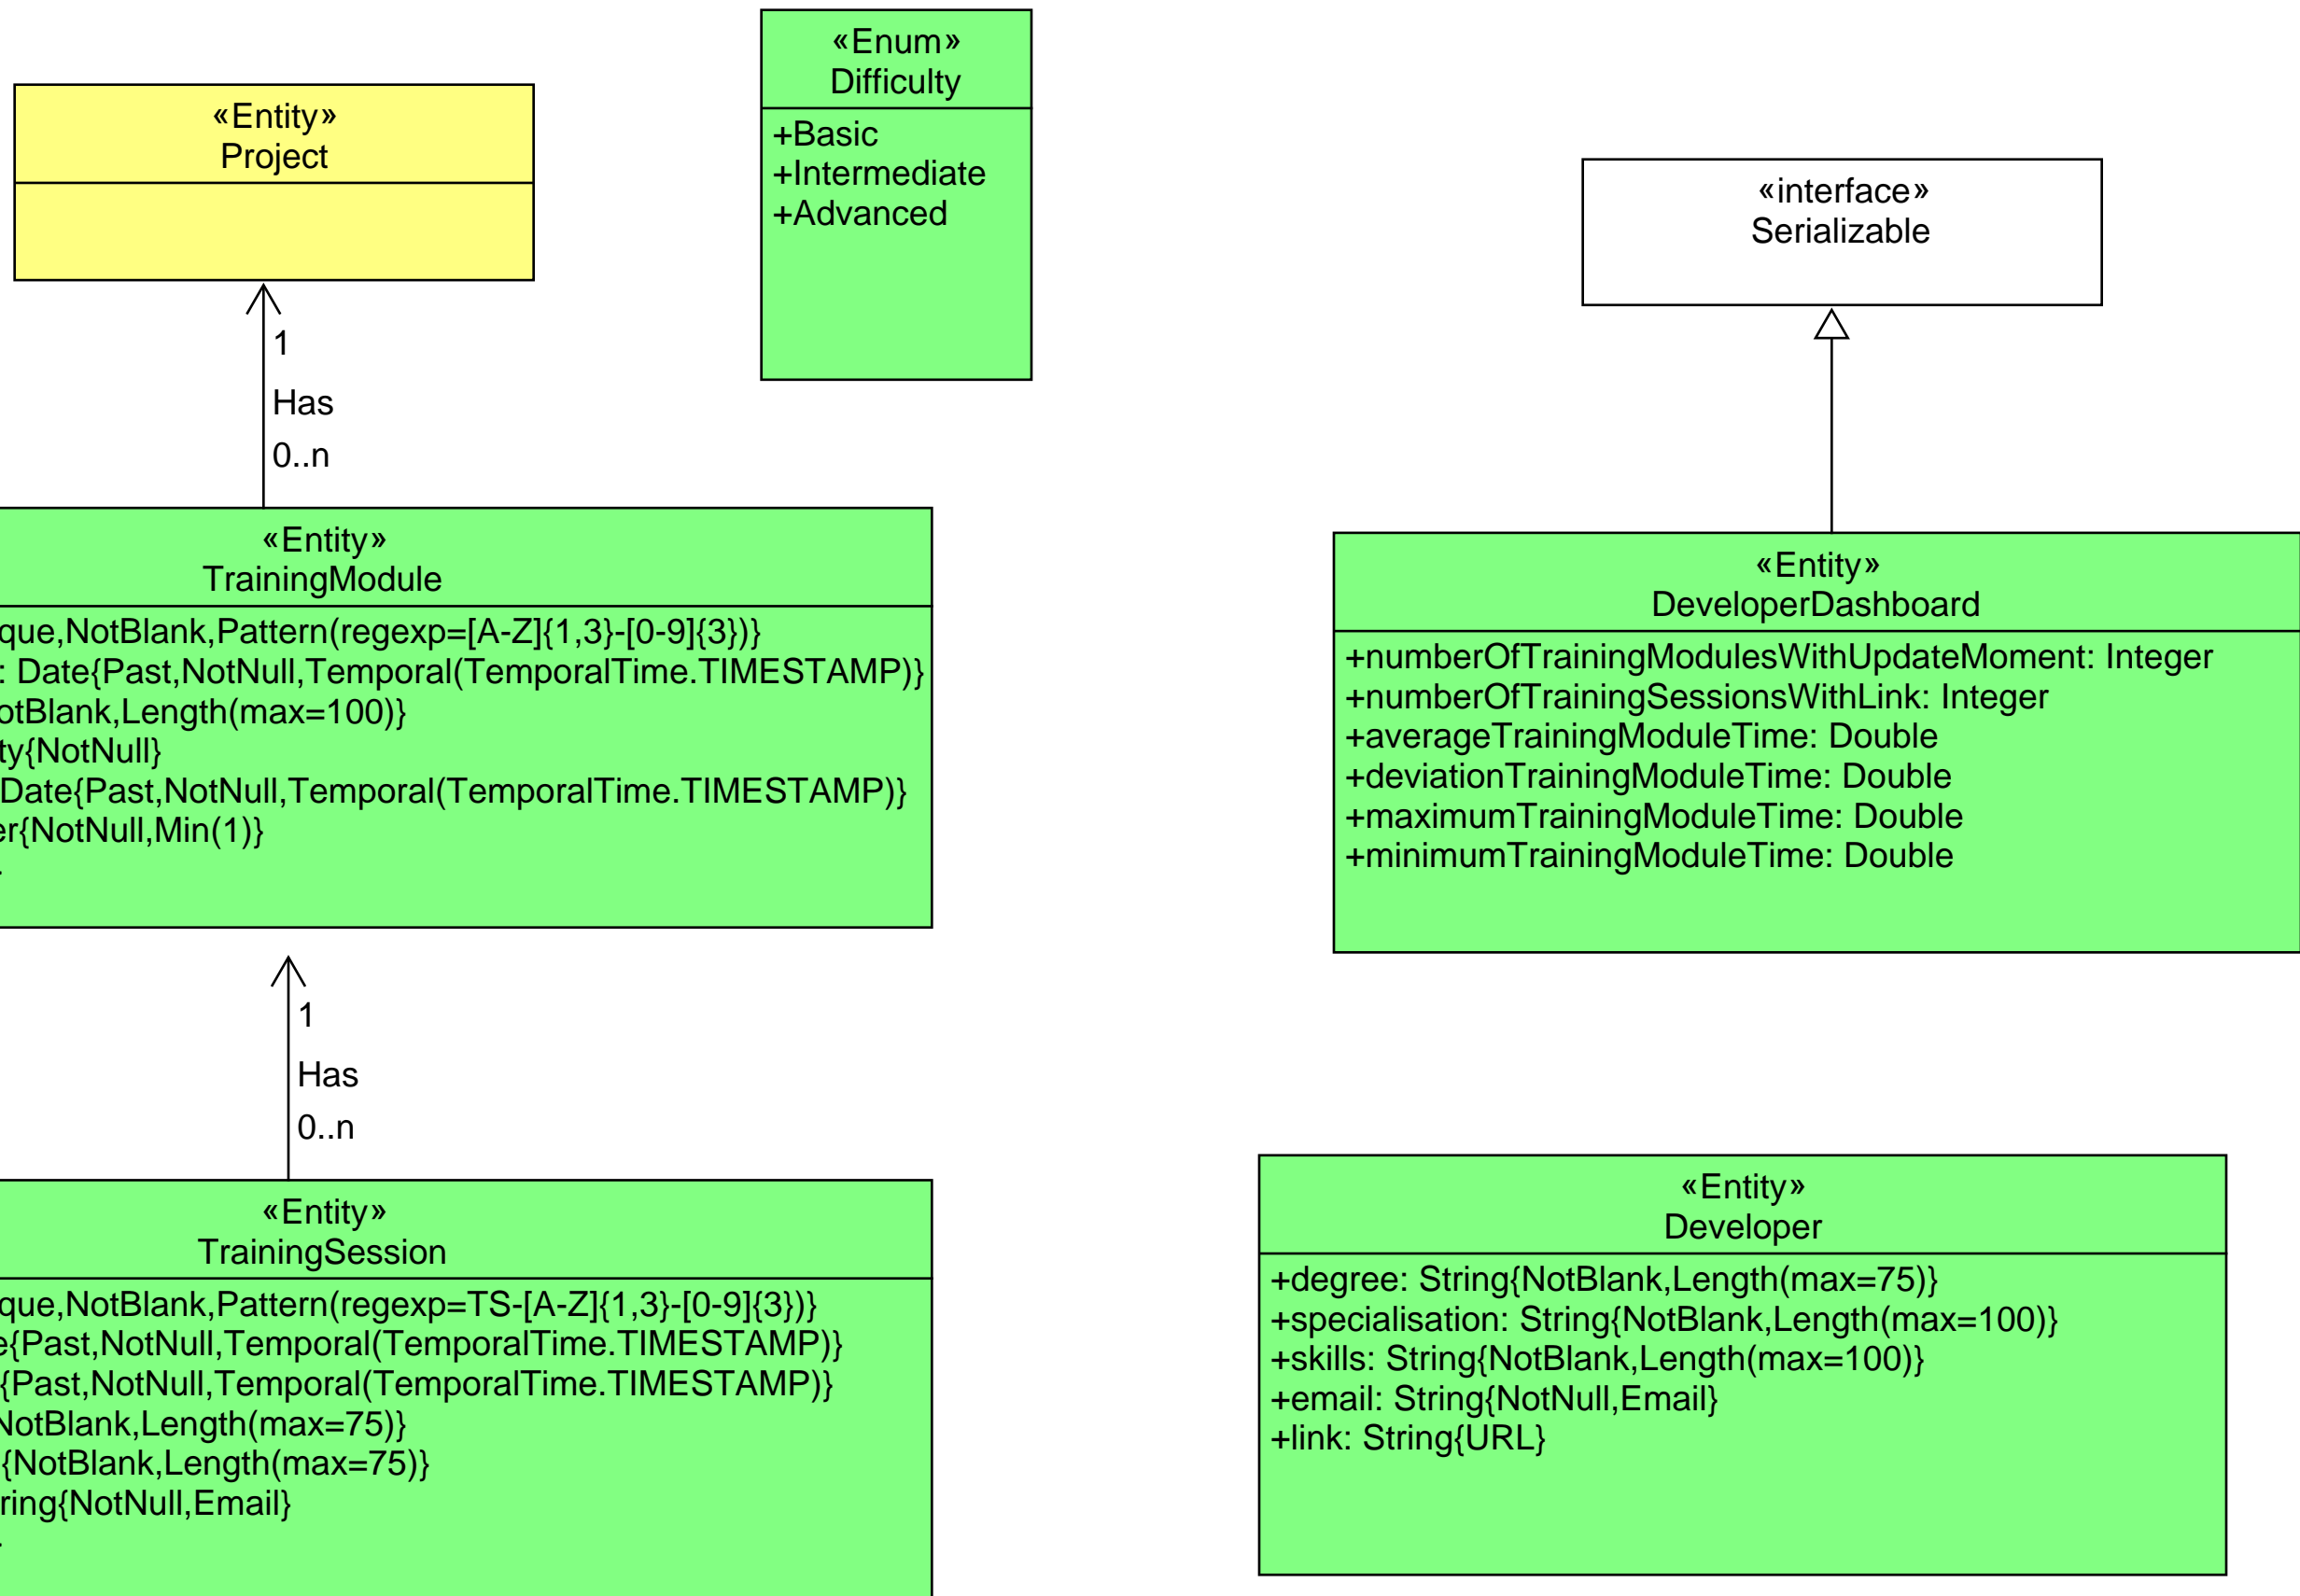 «Enum»
Difficulty
+Basic
+Intermediate
+Advanced
«Entity»
Project
«interface»
Serializable
1
Has
0..n
«Entity»
TrainingModule
que,NotBlank,Pattern(regexp=[A-Z]{1,3}-[0-9]{3})}
: Date{Past,NotNull,Temporal(TemporalTime.TIMESTAMP)}
otBlank,Length(max=100)}
ty{NotNull}
Date{Past,NotNull,Temporal(TemporalTime.TIMESTAMP)}
er{NotNull,Min(1)}
«Entity»
DeveloperDashboard
+numberOfTrainingModulesWithUpdateMoment: Integer
+numberOfTrainingSessionsWithLink: Integer
+averageTrainingModuleTime: Double
+deviationTrainingModuleTime: Double
+maximumTrainingModuleTime: Double
+minimumTrainingModuleTime: Double
1
Has
0..n
«Entity»
TrainingSession
que,NotBlank,Pattern(regexp=TS-[A-Z]{1,3}-[0-9]{3})}
e{Past,NotNull,Temporal(TemporalTime.TIMESTAMP)}
{Past,NotNull,Temporal(TemporalTime.TIMESTAMP)}
NotBlank,Length(max=75)}
{NotBlank,Length(max=75)}
ring{NotNull,Email}
«Entity»
Developer
+degree: String{NotBlank,Length(max=75)}
+specialisation: String{NotBlank,Length(max=100)}
+skills: String{NotBlank,Length(max=100)}
+email: String{NotNull,Email}
+link: String{URL}